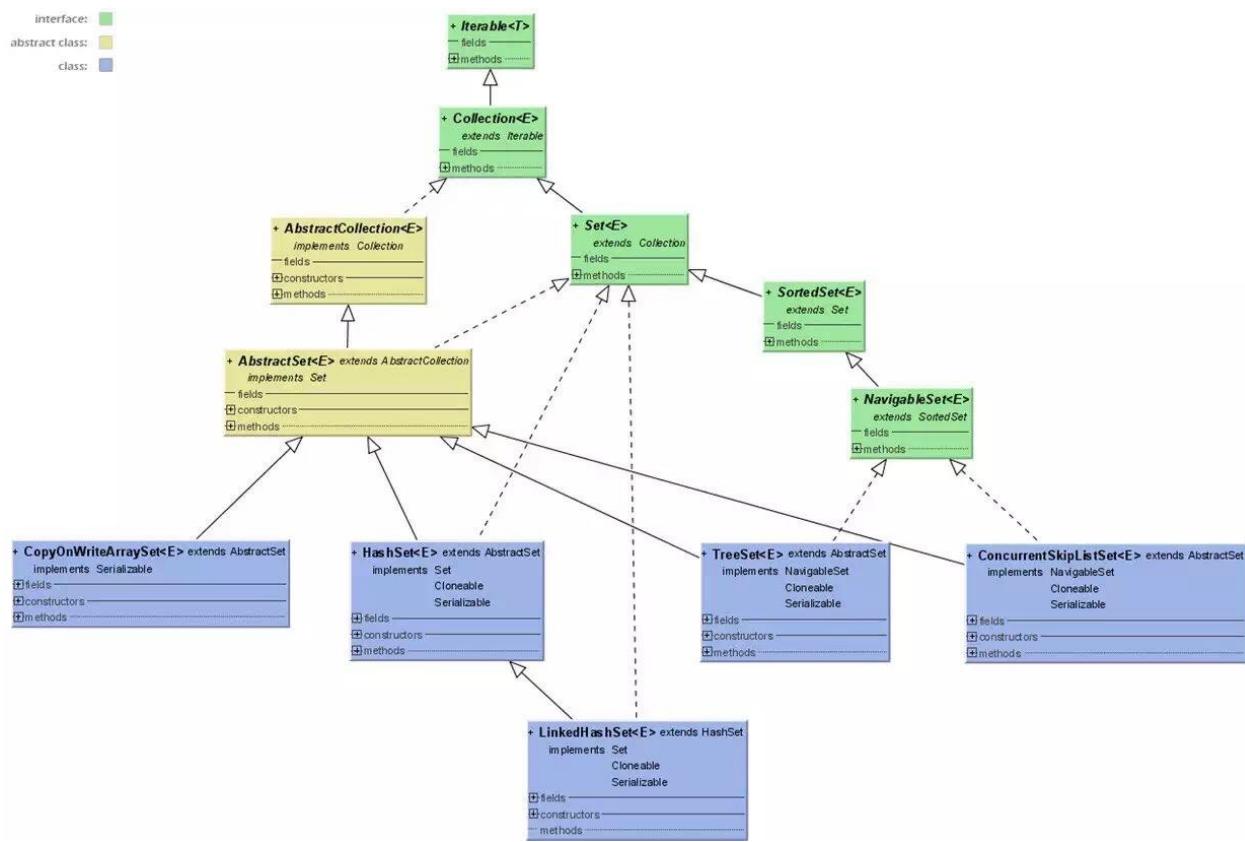 interface:
abstract class:
class:
+ Iterable<T>
fields
methods
+ Collection<E>
extends Iterable
fields
methods
+ AbstractCollection<E>
implements Collection
fields
constructors
methods
+ Set<E>
extends Collection
fields
methods
+ SortedSet<E>
extends Set
fields
methods
+ AbstractSet<E> extends AbstractCollection
implements Set
fields
constructors
methods
+ NavigableSet<E>
extends SortedSet
fields
methods
+ CopyOnWriteArraySet<E> extends AbstractSet
implements Serializable
fields
constructors
methods
+ HashSet<E> extends AbstractSet
implements Set
Cloneable
Serializable
fields
constructors
methods
+ TreeSet<E> extends AbstractSet
implements NavigableSet
Cloneable
Serializable
fields
constructors
methods
+ ConcurrentSkipListSet<E> extends AbstractSet
implements NavigableSet
Cloneable
Serializable
fields
constructors
methods
+ LinkedHashSet<E> extends HashSet
implements Set
Cloneable
Serializable
fields
constructors
methods